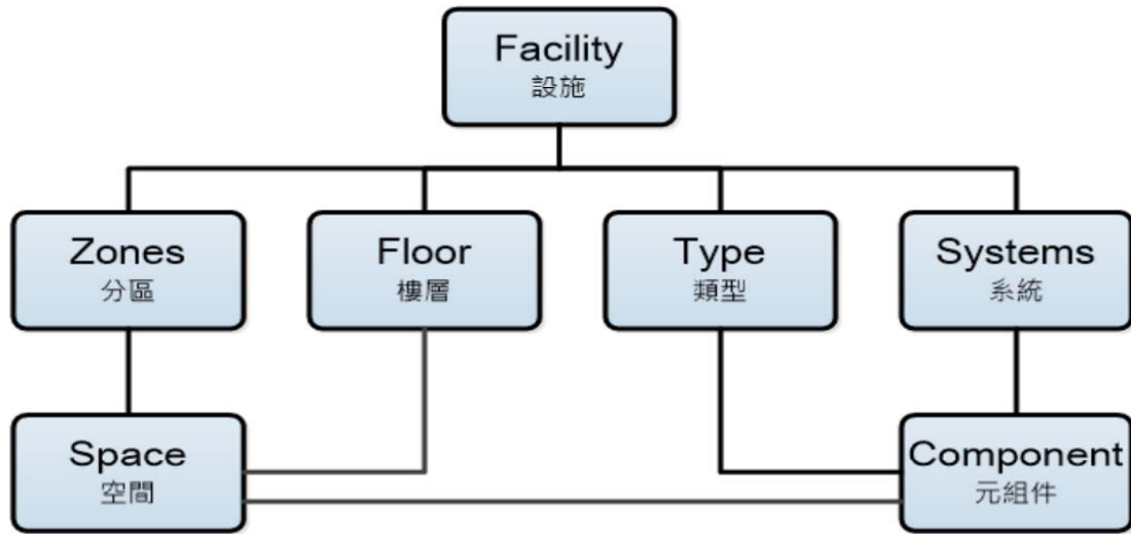 Facility
設施
Zones
分區
Floor
樓層
Type
類型
Systems
系統
Space
空間
Component
元組件